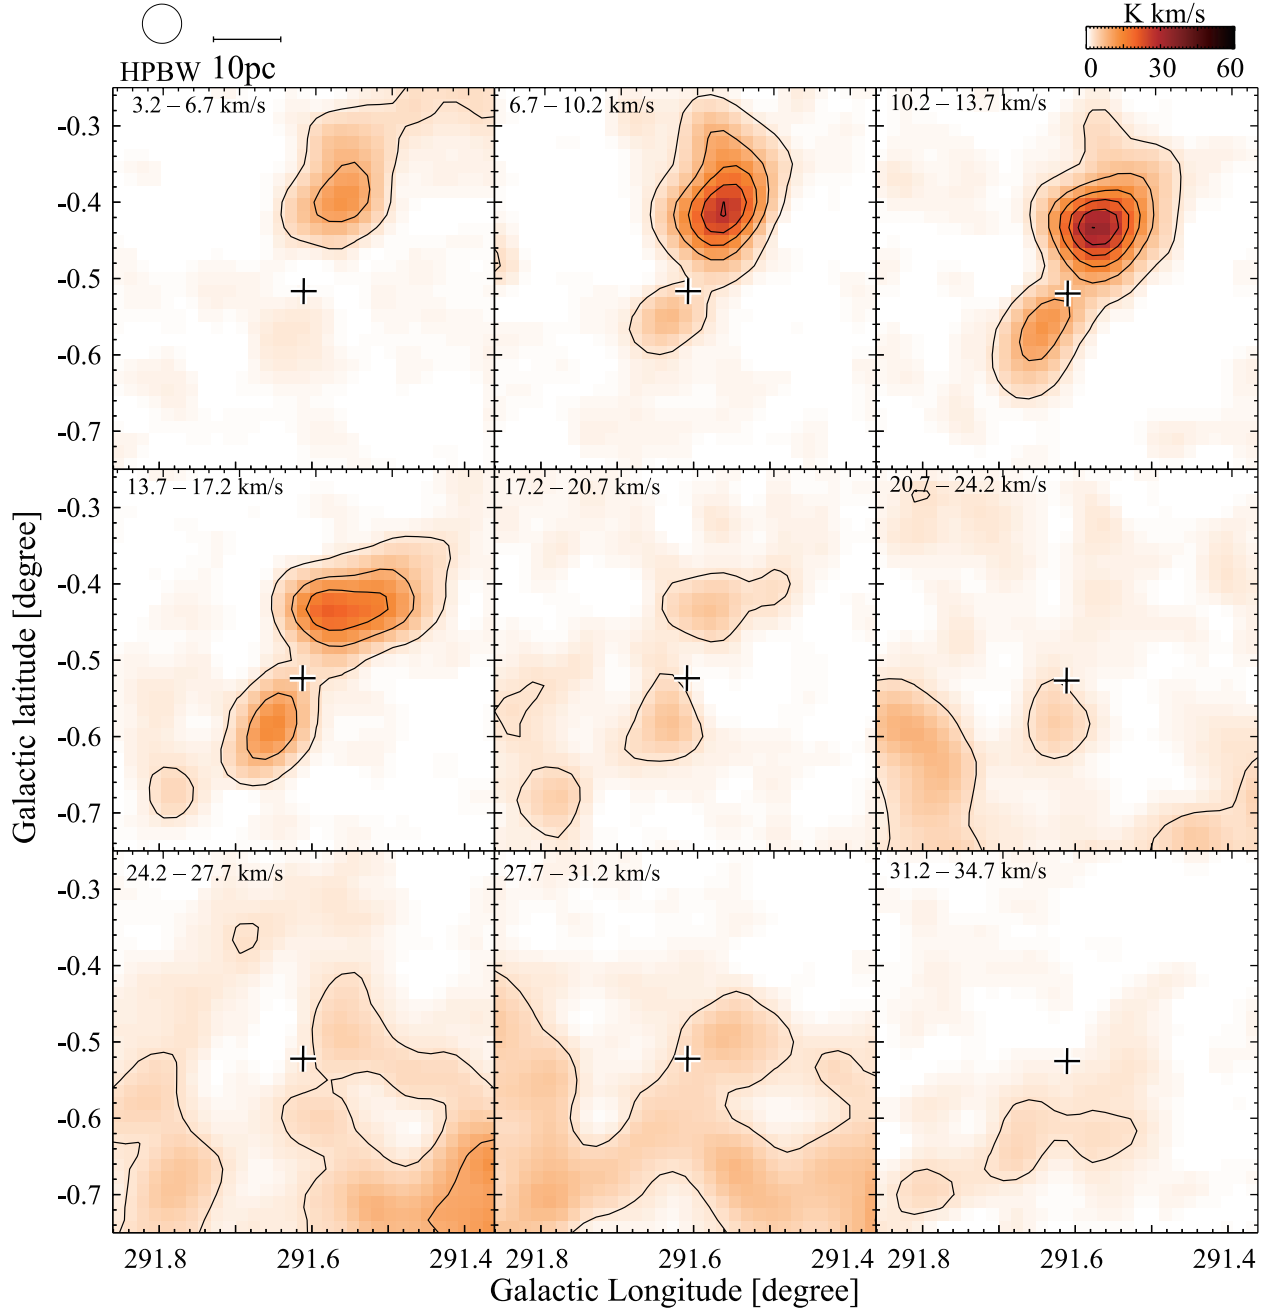 K km/s
0 30 60
HPBW 10pc
3.2 – 6.7 km/s
6.7 – 10.2 km/s
10.2 – 13.7 km/s
-0.3
-0.4
-0.5
-0.6
-0.7
13.7 – 17.2 km/s
17.2 – 20.7 km/s
20.7 – 24.2 km/s
-0.3
-0.4
-0.5
-0.6
-0.7
Galactic latitude [degree]
24.2 – 27.7 km/s
27.7 – 31.2 km/s
31.2 – 34.7 km/s
-0.3
-0.4
-0.5
-0.6
-0.7
291.8 291.6 291.4 291.8 291.6 291.4 291.8 291.6 291.4
Galactic Longitude [degree]